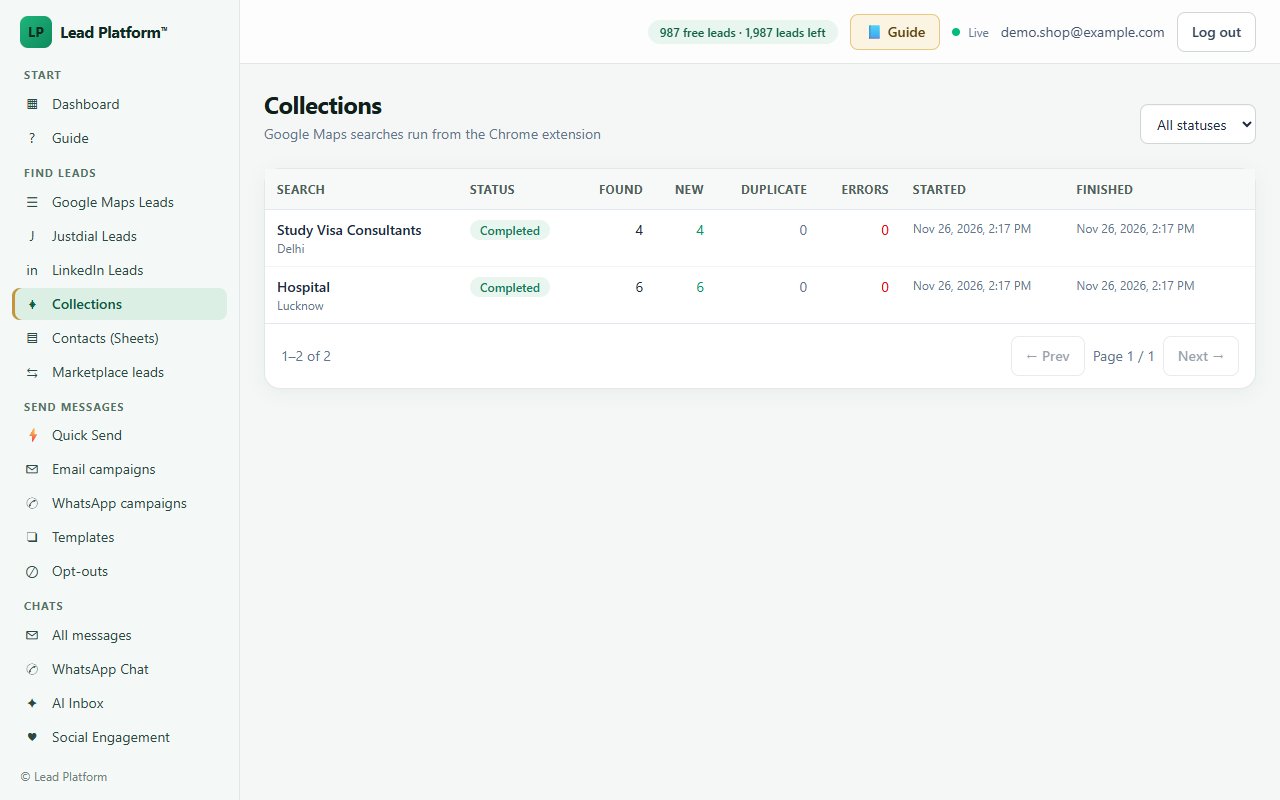 LP Lead Platform™
987 free leads · 1,987 leads left
Guide
Live
demo.shop@example.com
Log out
START
Dashboard
? Guide
FIND LEADS
Google Maps Leads
J Justdial Leads
in LinkedIn Leads
Collections
Contacts (Sheets)
Marketplace leads
SEND MESSAGES
Quick Send
Email campaigns
WhatsApp campaigns
Templates
Opt-outs
CHATS
All messages
WhatsApp Chat
AI Inbox
Social Engagement
© Lead Platform
Collections
Google Maps searches run from the Chrome extension
All statuses
SEARCH STATUS FOUND NEW DUPLICATE ERRORS STARTED FINISHED
Study Visa Consultants Completed 4 4 0 0 Nov 26, 2026, 2:17 PM Nov 26, 2026, 2:17 PM
Delhi
Hospital Completed 6 6 0 0 Nov 26, 2026, 2:17 PM Nov 26, 2026, 2:17 PM
Lucknow
1–2 of 2
← Prev Page 1 / 1 Next →